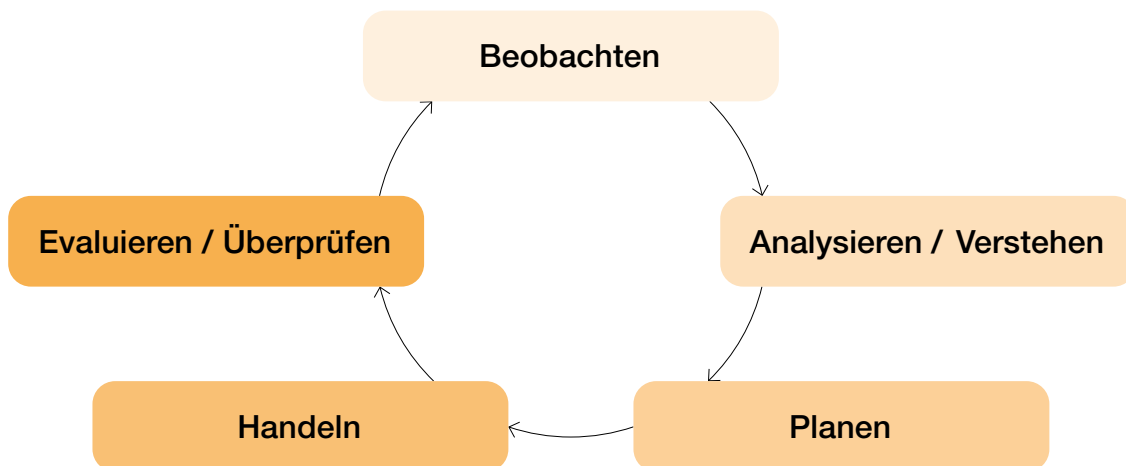 Beobachten
Analysieren / Verstehen
Planen
Handeln
Evaluieren / Überprüfen